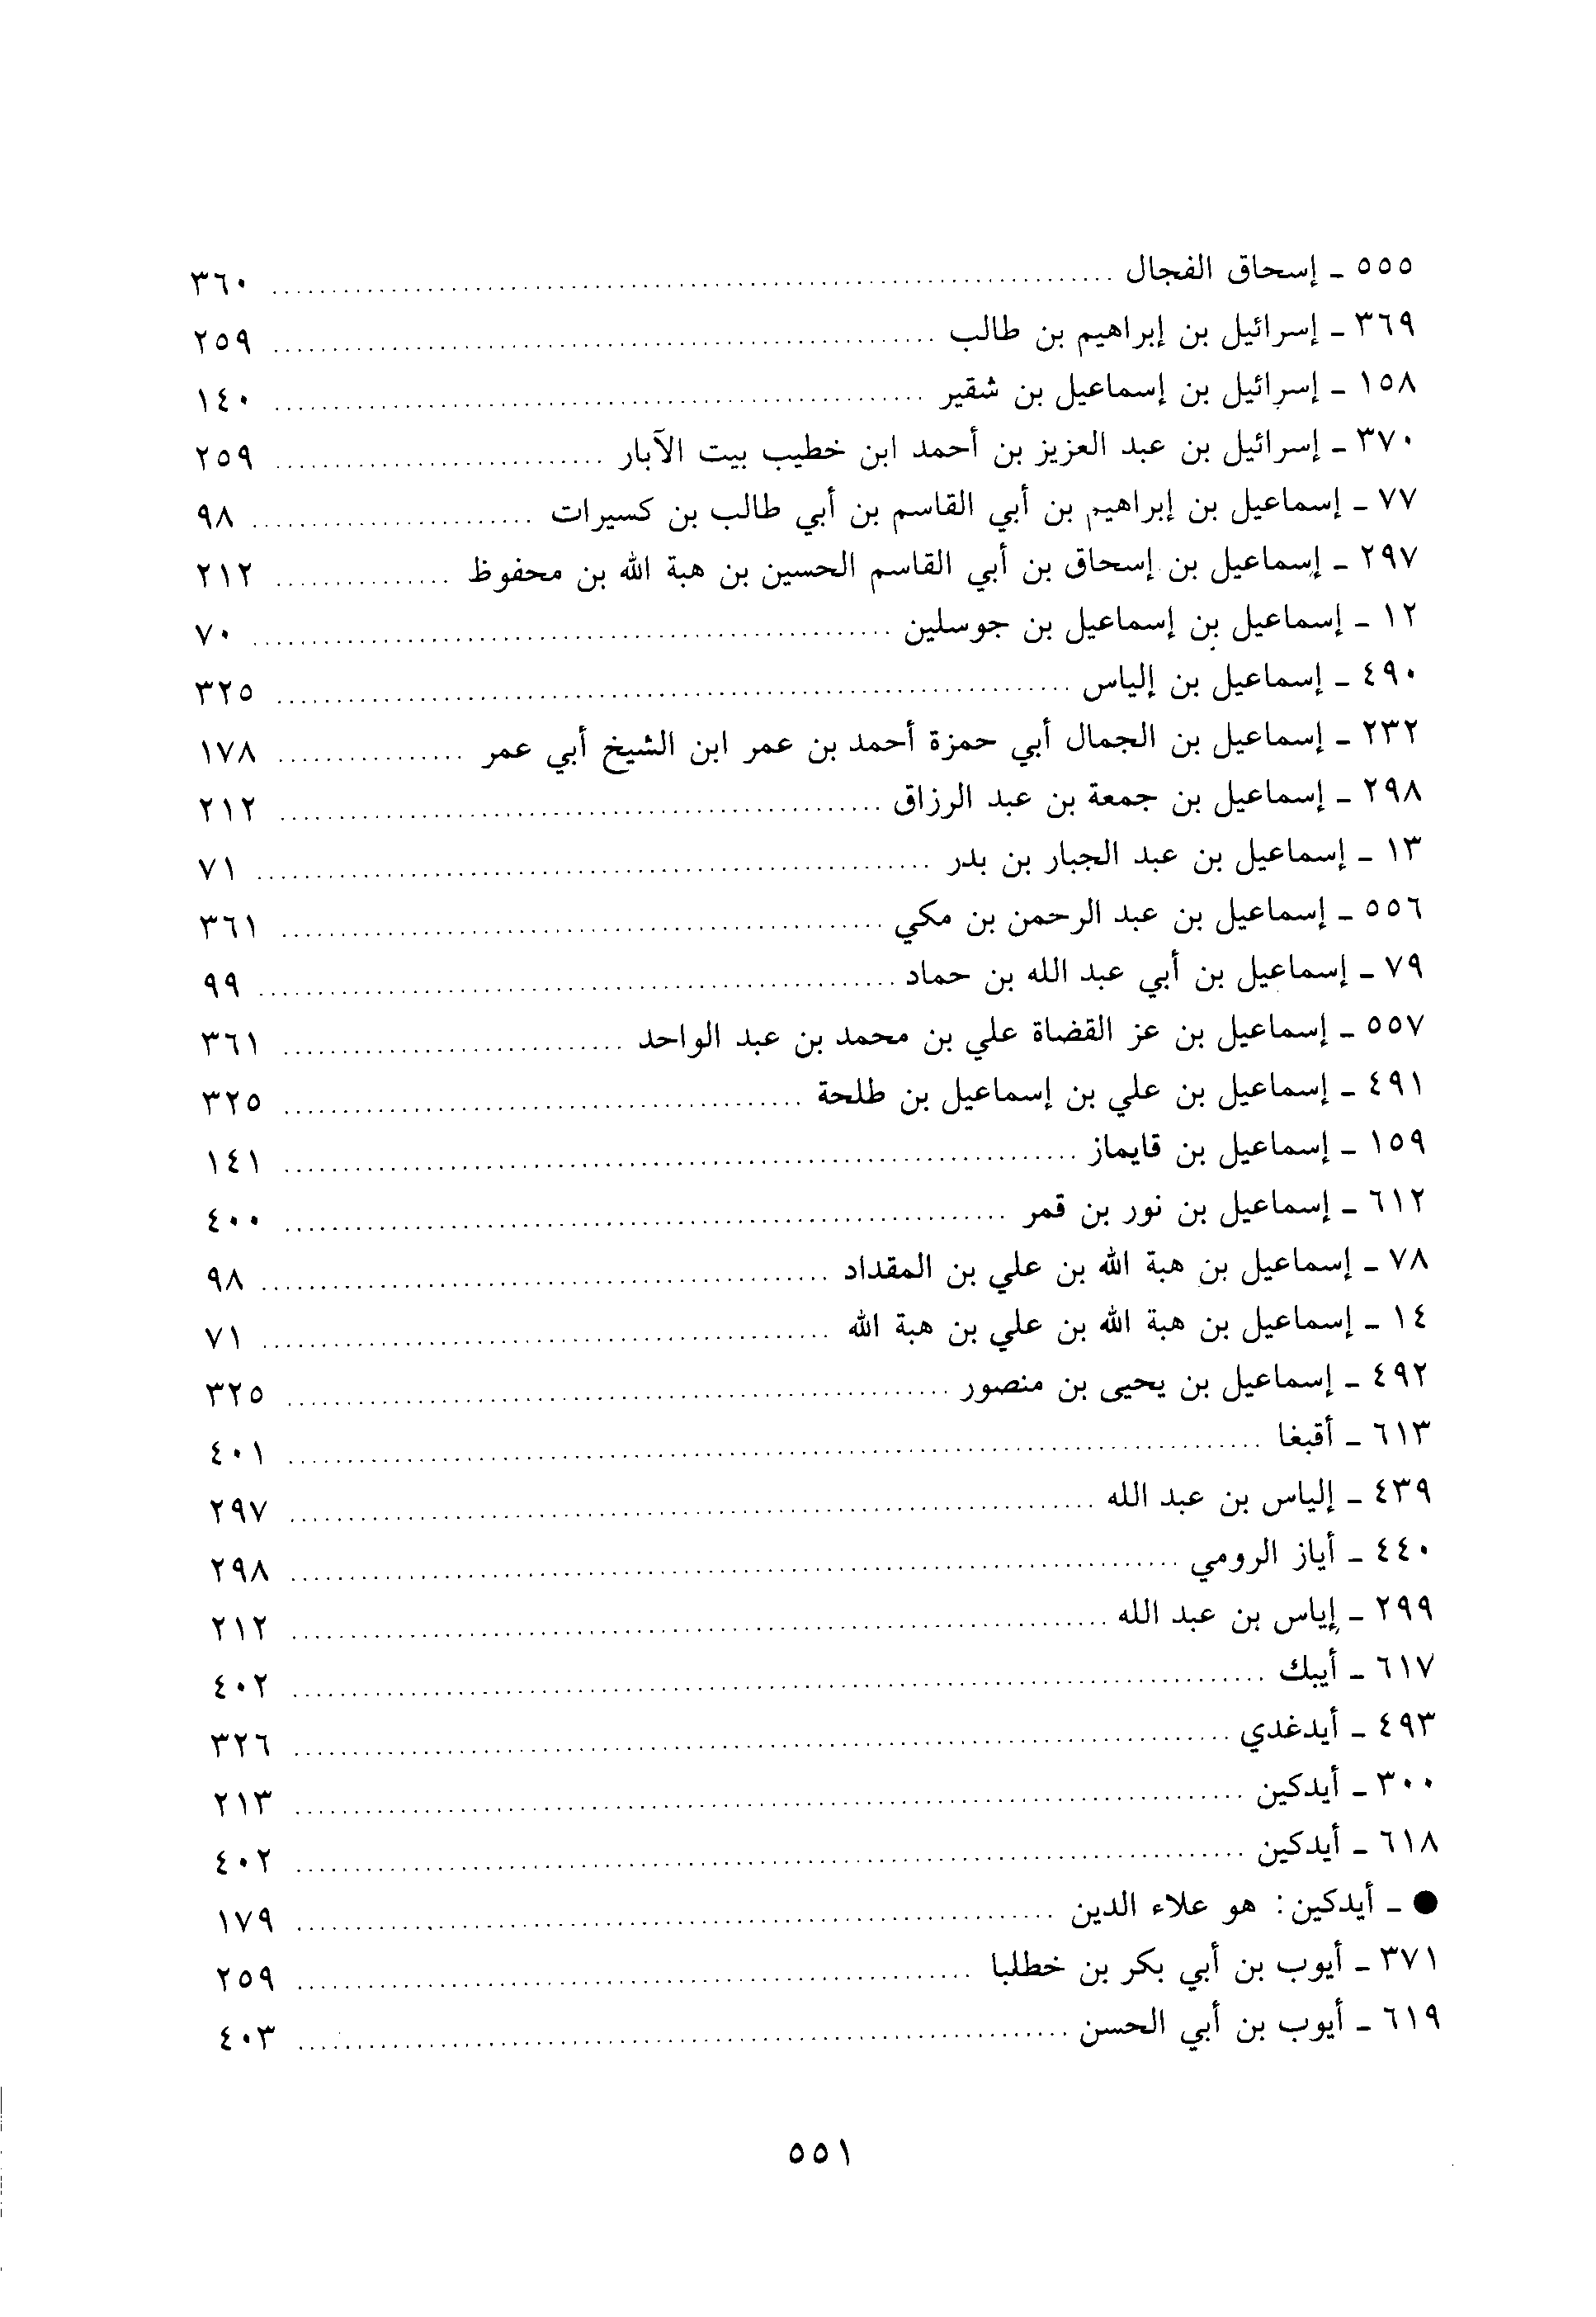 ٥٥٥ ـ إسحاق الفجال ........ ٣٦٠
٣٦٩ ـ إسرائيل بن إبراهيم بن طالب ........ ٢٥٩
١٥٨ ـ إسرائيل بن إسماعيل بن شقير ........ ١٤٠
٣٧٠ ـ إسرائيل بن عبد العزيز بن أحمد ابن خطيب بيت الآبار ........ ٢٥٩
٧٧ ـ إسماعيل بن إبراهيم بن أبي القاسم بن أبي طالب بن كسيرات ........ ٩٨
٢٩٧ ـ إسماعيل بن إسحاق بن أبي القاسم الحسين بن هبة الله بن محفوظ ........ ٢١٢
١٢ ـ إسماعيل بن إسماعيل بن جوسلين ........ ٧٠
٤٩٠ ـ إسماعيل بن إلياس ........ ٣٢٥
٢٣٢ ـ إسماعيل بن الجمال أبي حمزة أحمد بن عمر ابن الشيخ أبي عمر ........ ١٧٨
٢٩٨ ـ إسماعيل بن جمعة بن عبد الرزاق ........ ٢١٢
١٣ ـ إسماعيل بن عبد الجبار بن بدر ........ ٧١
٥٥٦ ـ إسماعيل بن عبد الرحمن بن مكي ........ ٣٦١
٧٩ ـ إسماعيل بن أبي عبد الله بن حماد ........ ٩٩
٥٥٧ ـ إسماعيل بن عز القضاة علي بن محمد بن عبد الواحد ........ ٣٦١
٤٩١ ـ إسماعيل بن علي بن إسماعيل بن طلحة ........ ٣٢٥
١٥٩ ـ إسماعيل بن قايماز ........ ١٤١
٦١٢ ـ إسماعيل بن نور بن قمر ........ ٤٠٠
٧٨ ـ إسماعيل بن هبة الله بن علي بن المقداد ........ ٩٨
١٤ ـ إسماعيل بن هبة الله بن علي بن هبة الله ........ ٧١
٤٩٢ ـ إسماعيل بن يحيى بن منصور ........ ٣٢٥
٦١٣ ـ أقبغا ........ ٤٠١
٤٣٩ ـ إلياس بن عبد الله ........ ٢٩٧
٤٤٠ ـ أياز الرومي ........ ٢٩٨
٢٩٩ ـ إياس بن عبد الله ........ ٢١٢
٦١٧ ـ أيبك ........ ٤٠٢
٤٩٣ ـ أيدغدي ........ ٣٢٦
٣٠٠ ـ أيدكين ........ ٢١٣
٦١٨ ـ أيدكين ........ ٤٠٢
● ـ أيدكين: هو علاء الدين ........ ١٧٩
٣٧١ ـ أيوب بن أبي بكر بن خطلبا ........ ٢٥٩
٦١٩ ـ أيوب بن أبي الحسن ........ ٤٠٣
٥٥١